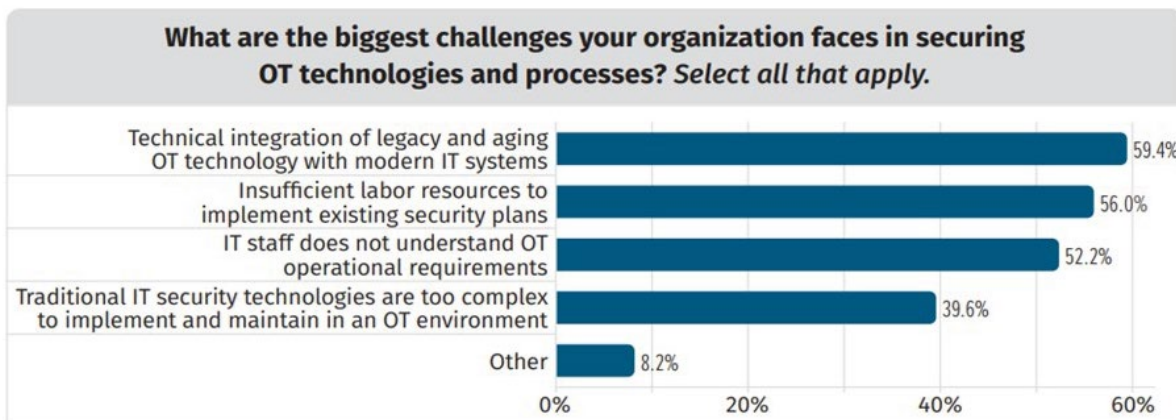 What are the biggest challenges your organization faces in securing
OT technologies and processes? Select all that apply.
Technical integration of legacy and aging
OT technology with modern IT systems
59.4%
Insufficient labor resources to
implement existing security plans
56.0%
IT staff does not understand OT
operational requirements
52.2%
Traditional IT security technologies are too complex
to implement and maintain in an OT environment
39.6%
Other
8.2%
0%
20%
40%
60%